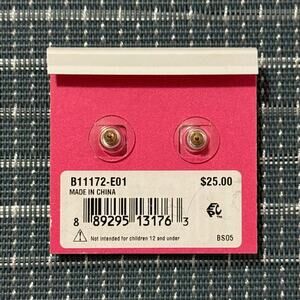 B11172-E01 $25.00
MADE IN CHINA
8 89295 13176 3
Not intended for children 12 and under
BS05